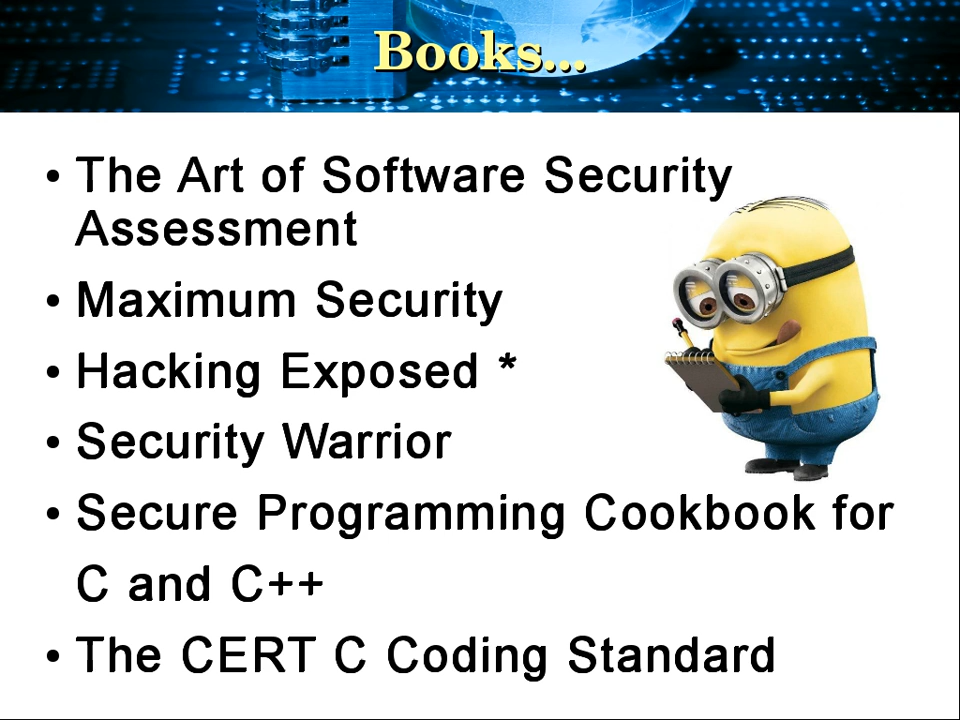 Books...
• The Art of Software Security
Assessment
• Maximum Security
• Hacking Exposed *
• Security Warrior
• Secure Programming Cookbook for
C and C++
• The CERT C Coding Standard